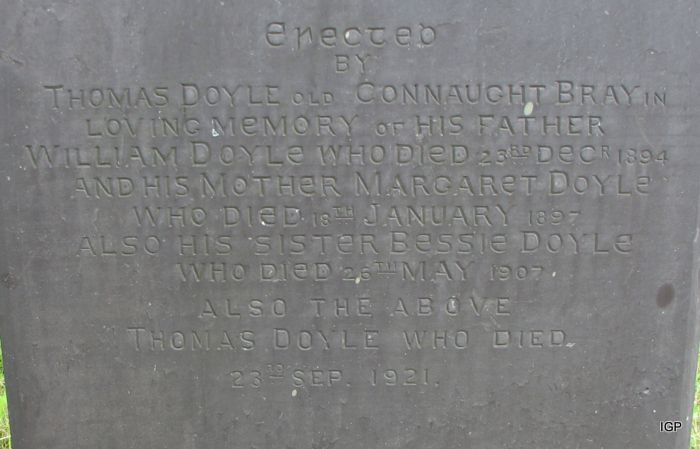 Erected
BY
THOMAS DOYLE OLD CONNAUGHT BRAY IN
LOVING MEMORY OF HIS FATHER
WILLIAM DOYLE WHO DIED 23RD DECR 1894
AND HIS MOTHER MARGARET DOYLE
WHO DIED 18TH JANUARY 1897
ALSO HIS SISTER BESSIE DOYLE
WHO DIED 26TH MAY 1907
ALSO THE ABOVE
THOMAS DOYLE WHO DIED
23RD SEP. 1921.
IGP